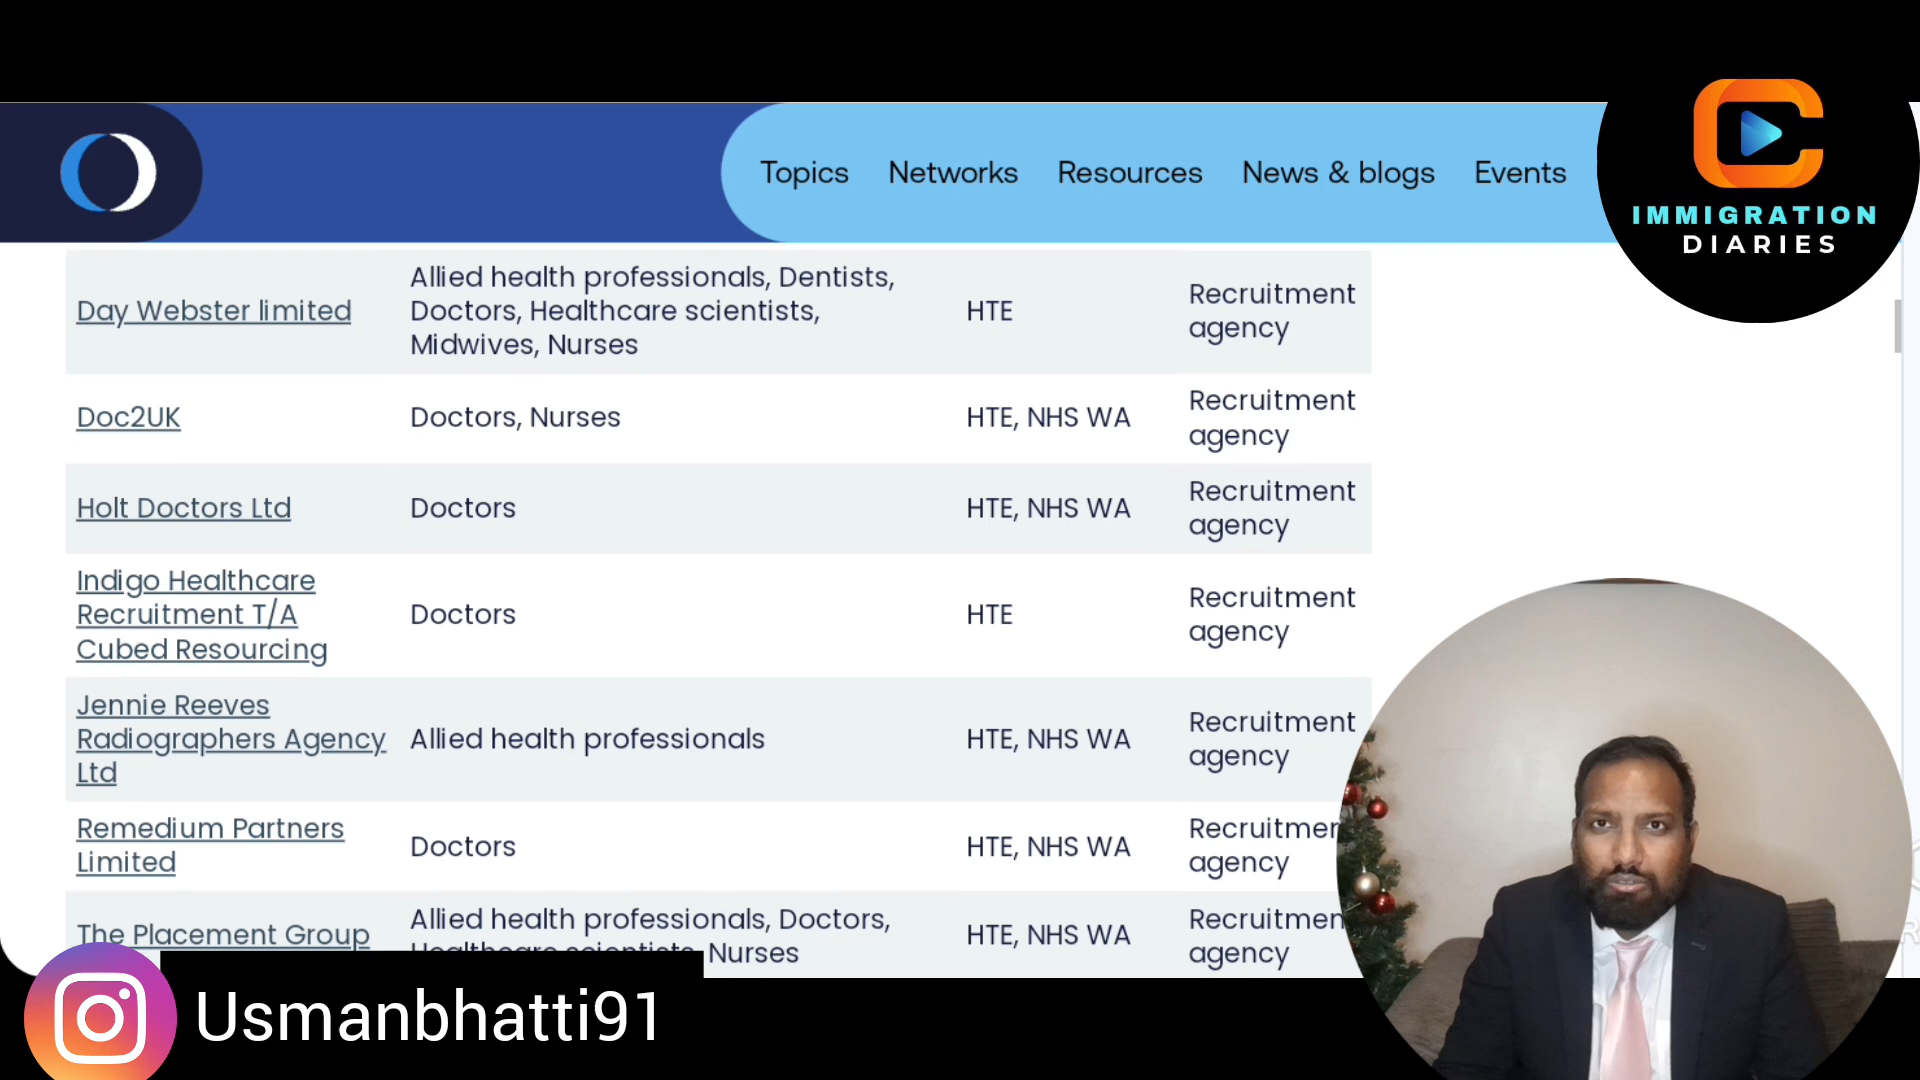 Topics Networks Resources News & blogs Events
IMMIGRATION
DIARIES
Day Webster limited
Allied health professionals, Dentists,
Doctors, Healthcare scientists,
Midwives, Nurses
HTE
Recruitment
agency
Doc2UK
Doctors, Nurses
HTE, NHS WA
Recruitment
agency
Holt Doctors Ltd
Doctors
HTE, NHS WA
Recruitment
agency
Indigo Healthcare
Recruitment T/A
Cubed Resourcing
Doctors
HTE
Recruitment
agency
Jennie Reeves
Radiographers Agency
Ltd
Allied health professionals
HTE, NHS WA
Recruitment
agency
Remedium Partners
Limited
Doctors
HTE, NHS WA
Recruitmen
agency
The Placement Group
Allied health professionals, Doctors,
Healthcare scientists, Nurses
HTE, NHS WA
Recruitmen
agency
Usmanbhatti91